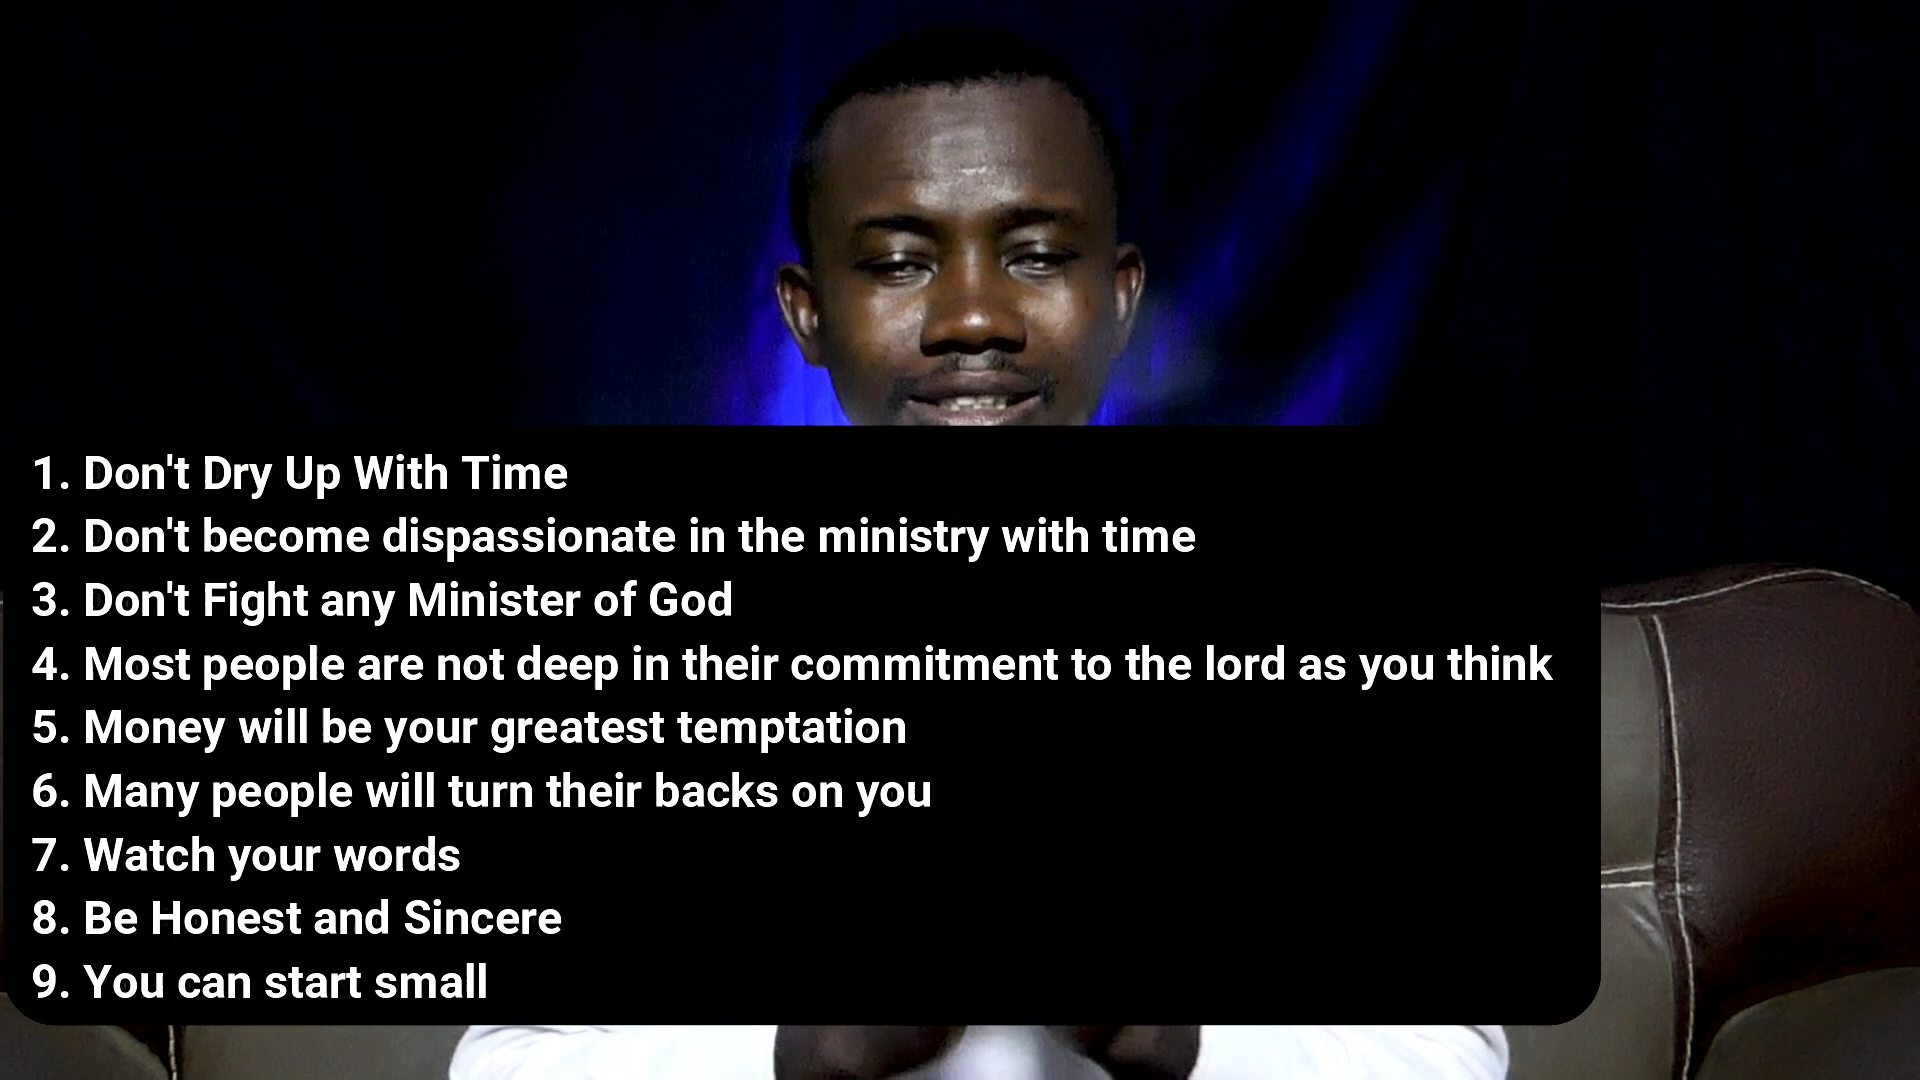 1. Don't Dry Up With Time
2. Don't become dispassionate in the ministry with time
3. Don't Fight any Minister of God
4. Most people are not deep in their commitment to the lord as you think
5. Money will be your greatest temptation
6. Many people will turn their backs on you
7. Watch your words
8. Be Honest and Sincere
9. You can start small